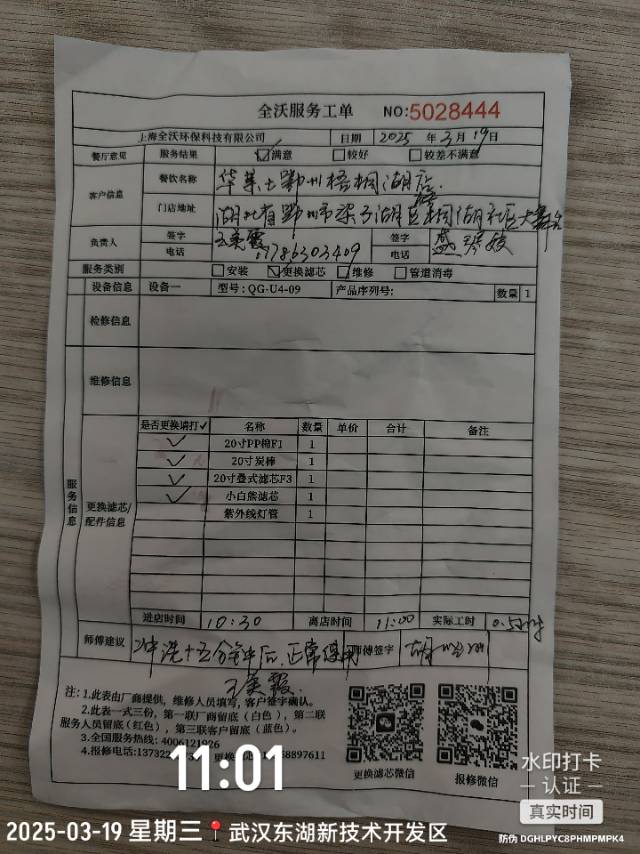 全沃服务工单 NO:5028444
上海全沃环保科技有限公司 日期 2025 年 3 月 19 日
餐厅意见 服务结果 ☑满意 □较好 □较差不满意
客户信息 餐饮名称 华莱士鄂州梧桐湖店
门店地址 湖北省鄂州市梁子湖区梧桐湖社区
负责人 签字 王美霞 签字
电话 17786303409 电话
服务类别 □安装 ☑更换滤芯 □维修 □管道消毒
设备信息 设备一 型号:QG-U4-09 产品序列号: 数量 1
检修信息
维修信息
服务信息
更换滤芯/配件信息
是否更换请打✓ 名称 数量 单价 合计 备注
✓ 20寸PP棉F1 1
✓ 20寸炭棒 1
✓ 20寸叠式滤芯F3 1
✓ 小白熊滤芯 1
紫外线灯管 1
进店时间 10:30 离店时间 11:00 实际工时 0.5
师傅建议 冲洗十五分钟后,正常使用 师傅签字
王美霞
注:1.此表由厂商提供,维修人员填写,客户签字确认。
2.此表一式三份,第一联厂商留底(白色),第二联
服务人员留底(红色),第三联客户留底(蓝色)。
3.全国服务热线:4006121926
4.报修电话:13732 更换 58897611
更换滤芯微信 报修微信
11:01
2025-03-19 星期三 武汉东湖新技术开发区
水印打卡
认证
真实时间
防伪 DGHLPYC8PHMPMPK4